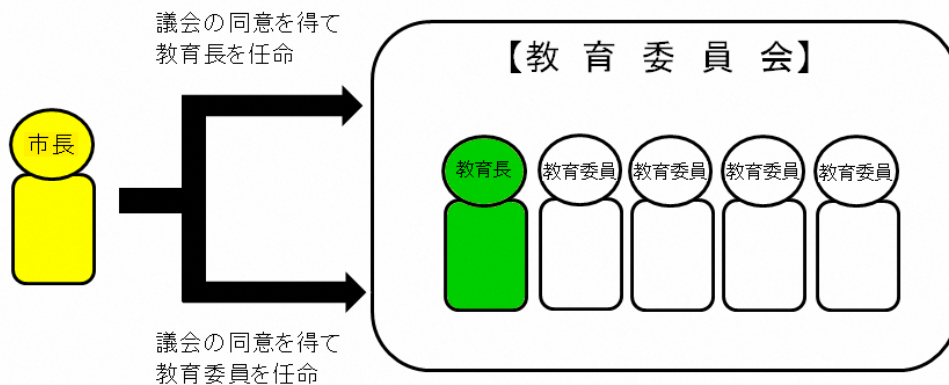 議会の同意を得て
教育長を任命
【教 育 委 員 会】
市長
教育長
教育委員
教育委員
教育委員
教育委員
議会の同意を得て
教育委員を任命